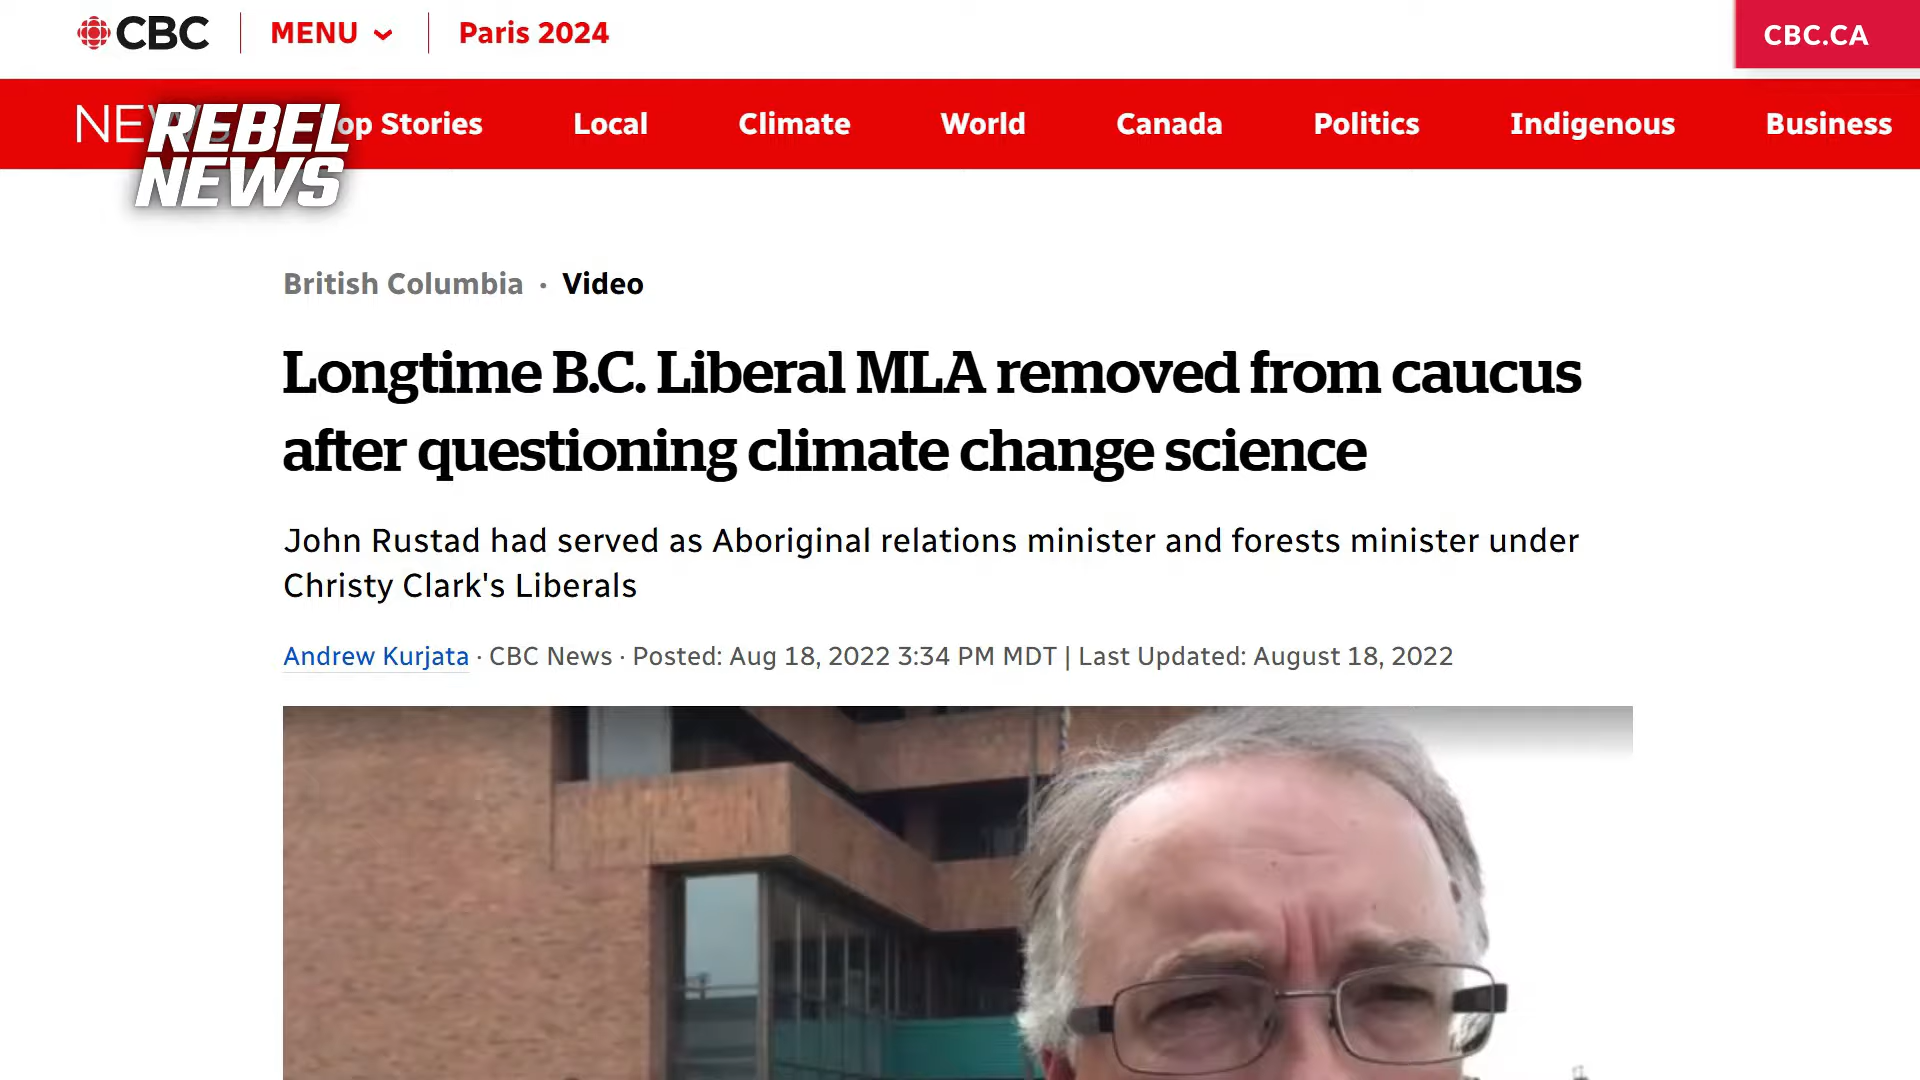 CBC MENU Paris 2024 CBC.CA
NEWS Top Stories Local Climate World Canada Politics Indigenous Business
REBEL
NEWS
British Columbia · Video
Longtime B.C. Liberal MLA removed from caucus
after questioning climate change science
John Rustad had served as Aboriginal relations minister and forests minister under
Christy Clark's Liberals
Andrew Kurjata · CBC News · Posted: Aug 18, 2022 3:34 PM MDT | Last Updated: August 18, 2022